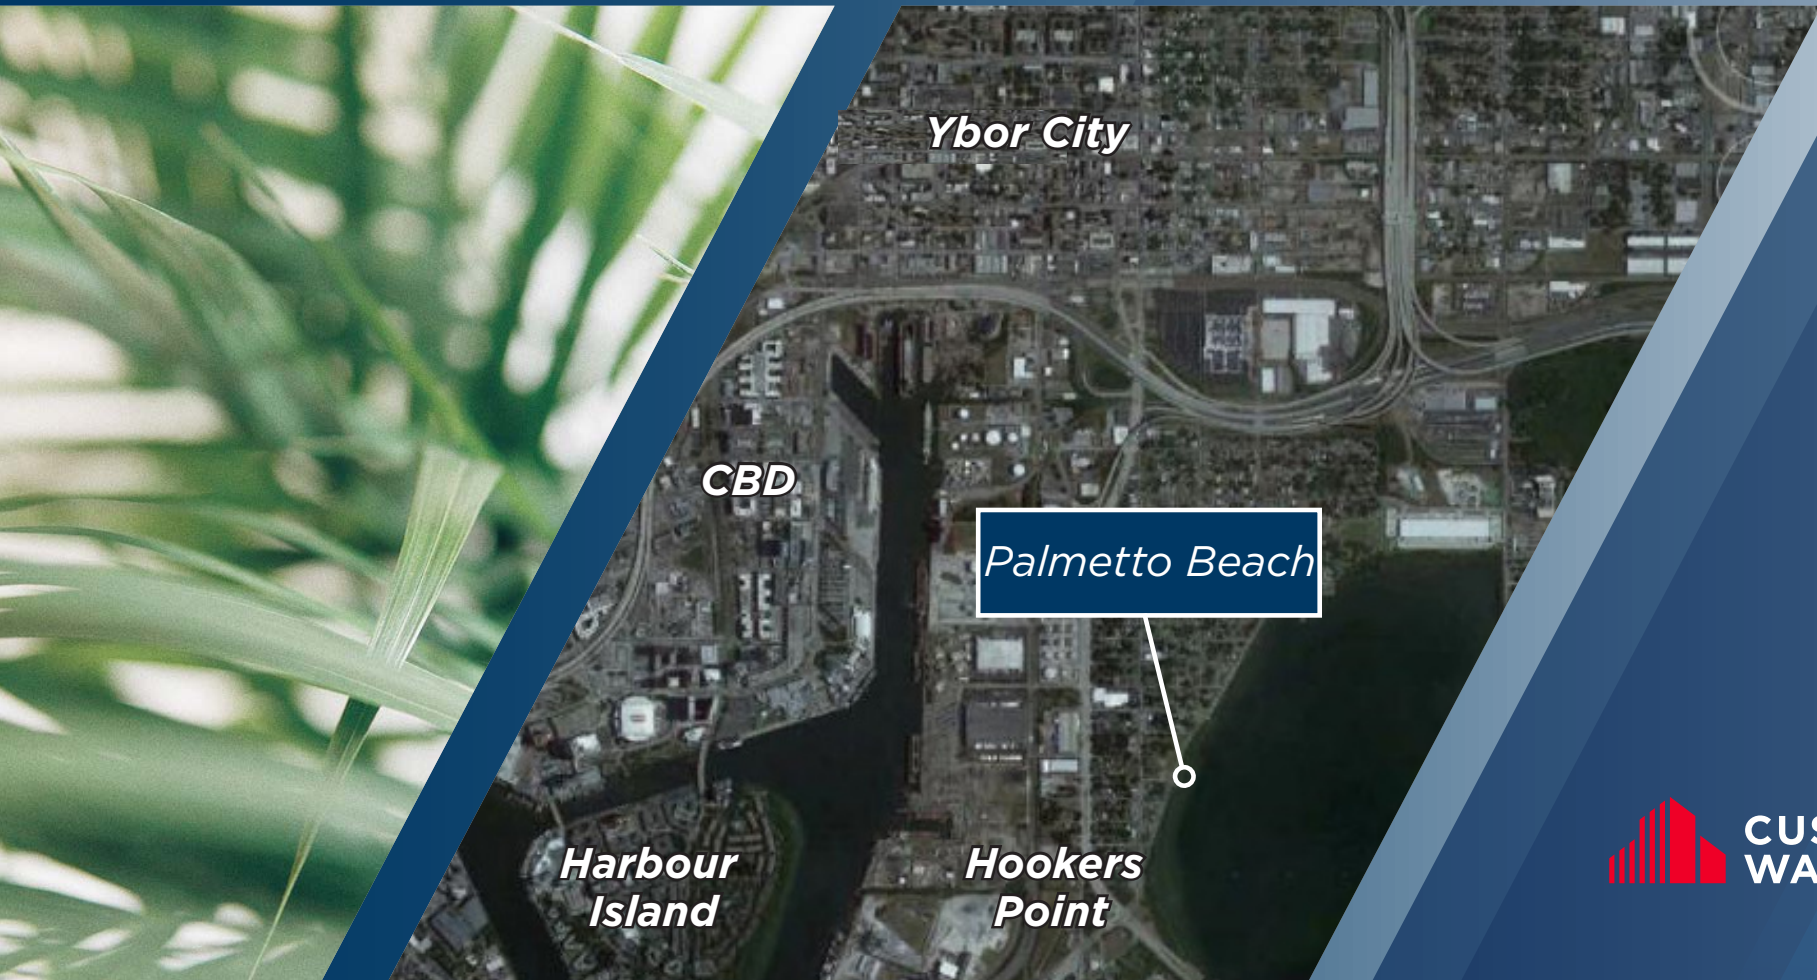 Ybor City
CBD
Palmetto Beach
Harbour
Island
Hookers
Point
CUS
WA